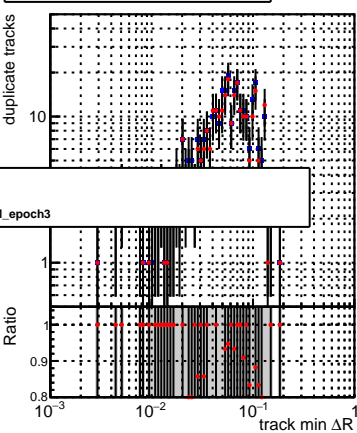 duplicate tracks
10
l_epoch3
1
Ratio
1
0.9
0.8
10⁻³ 10⁻² 10⁻¹ 1
track min ΔR